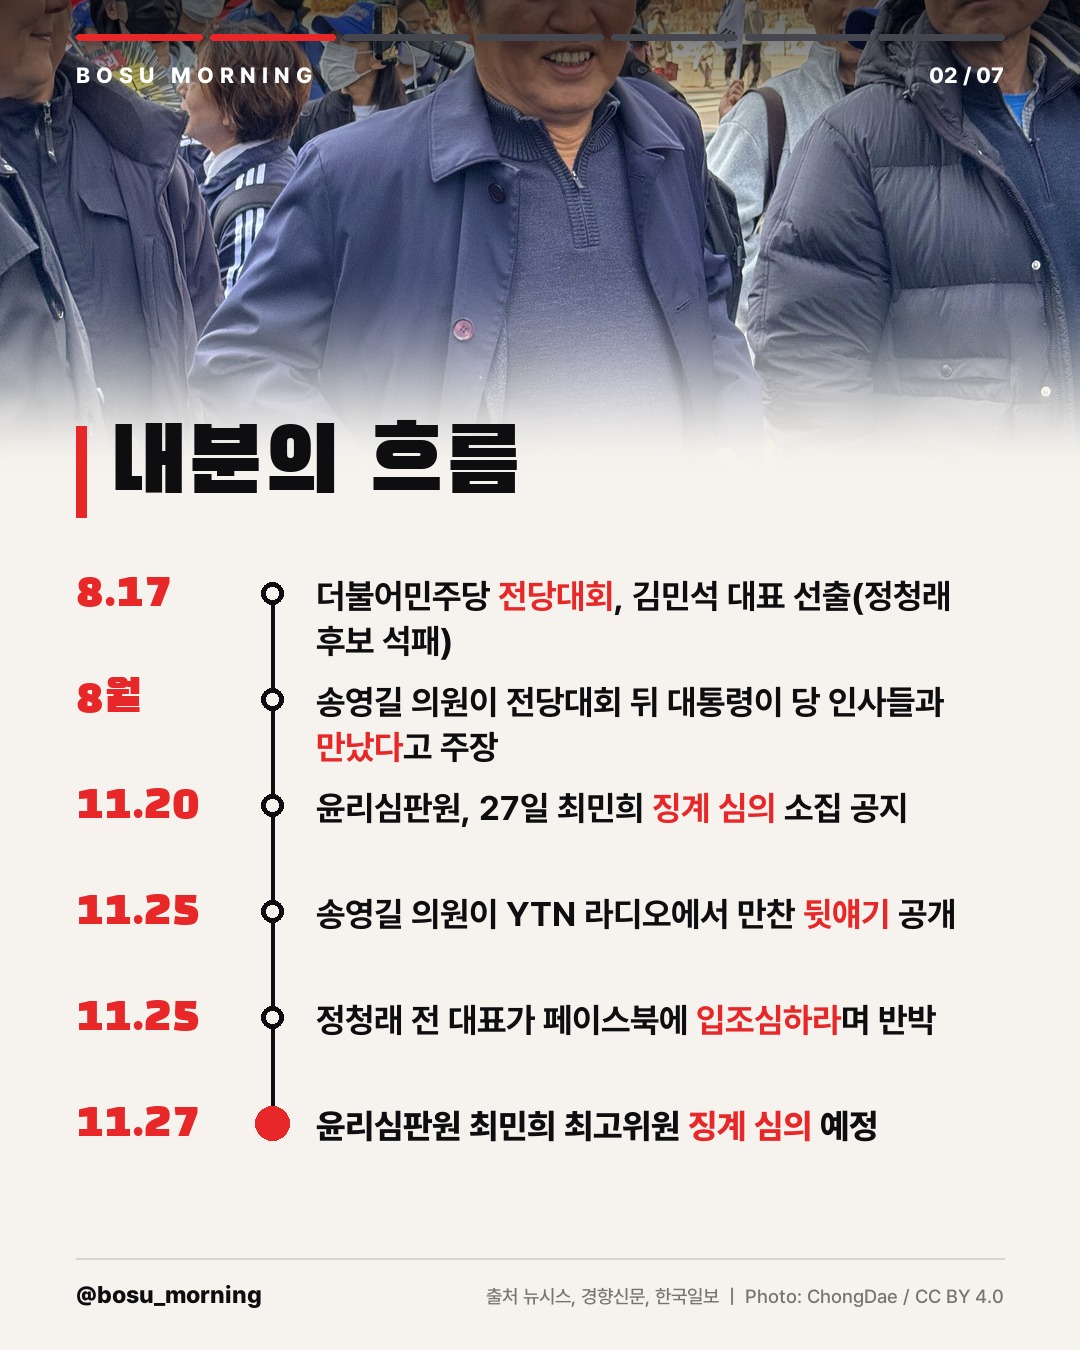 BOSU MORNING
02 / 07
내분의 흐름
8.17
더불어민주당 전당대회, 김민석 대표 선출(정청래
후보 석패)
8월
송영길 의원이 전당대회 뒤 대통령이 당 인사들과
만났다고 주장
11.20
윤리심판원, 27일 최민희 징계 심의 소집 공지
11.25
송영길 의원이 YTN 라디오에서 만찬 뒷얘기 공개
11.25
정청래 전 대표가 페이스북에 입조심하라며 반박
11.27
윤리심판원 최민희 최고위원 징계 심의 예정
@bosu_morning
출처 뉴시스, 경향신문, 한국일보 | Photo: ChongDae / CC BY 4.0